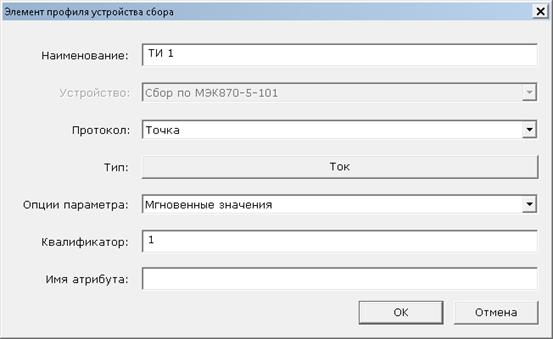 Элемент профиля устройства сбора
Наименование: ТИ 1
Устройство: Сбор по МЭК870-5-101
Протокол: Точка
Тип: Ток
Опции параметра: Мгновенные значения
Квалификатор: 1
Имя атрибута:
OK Отмена